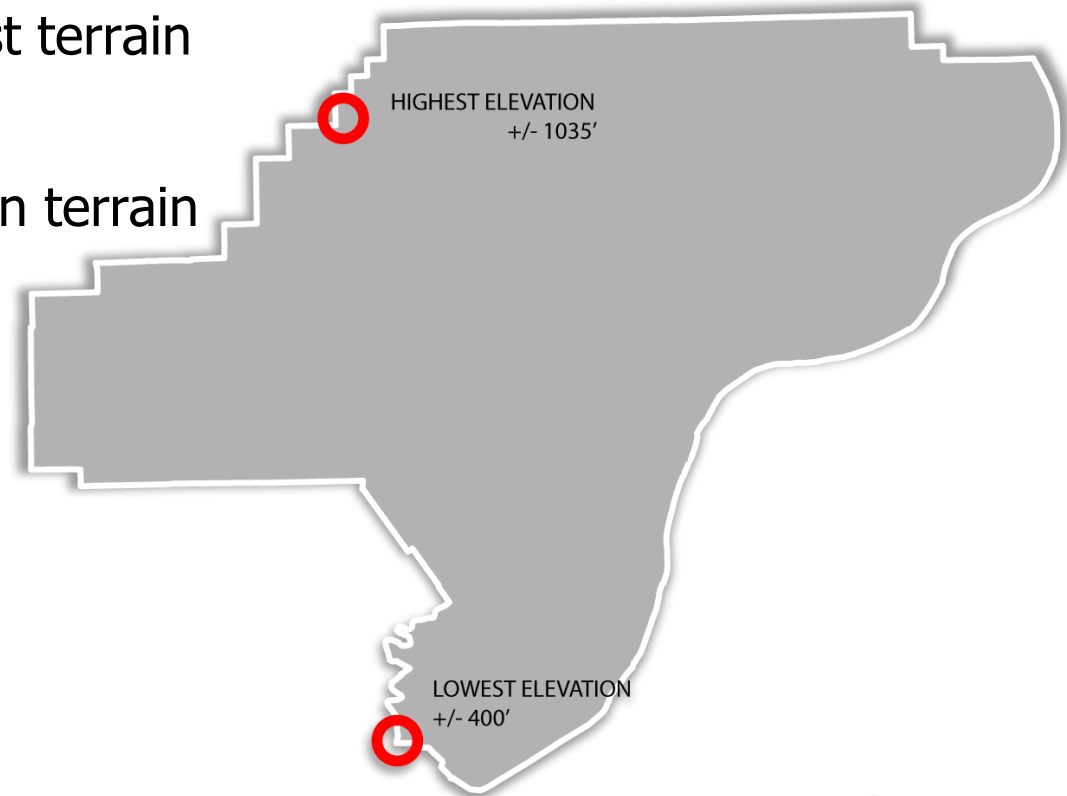 st terrain
HIGHEST ELEVATION
+/- 1035’
n terrain
LOWEST ELEVATION
+/- 400’